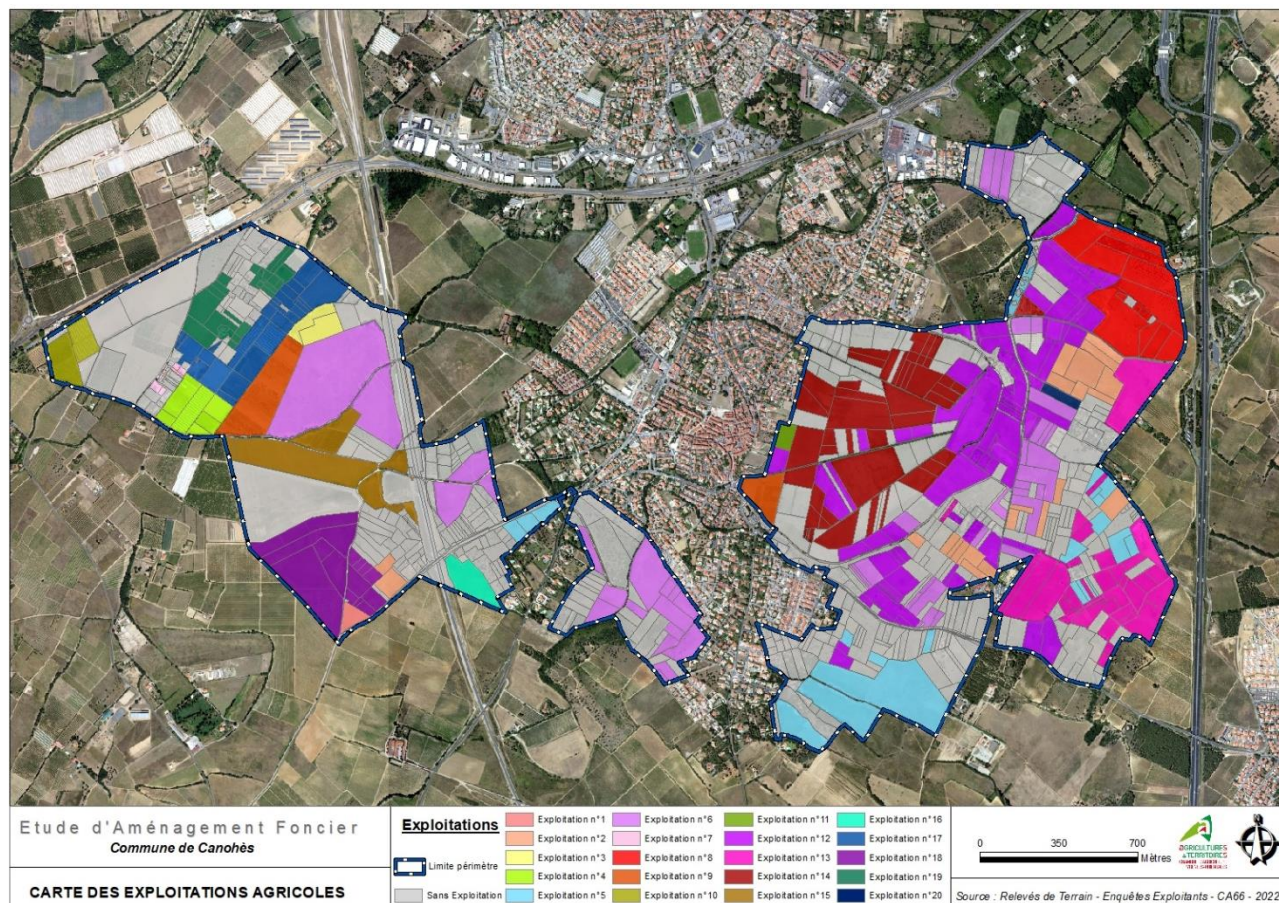 Etude d'Aménagement Foncier
Commune de Canohès
CARTE DES EXPLOITATIONS AGRICOLES
Exploitations
Limite périmètre
Sans Exploitation
Exploitation n°1
Exploitation n°2
Exploitation n°3
Exploitation n°4
Exploitation n°5
Exploitation n°6
Exploitation n°7
Exploitation n°8
Exploitation n°9
Exploitation n°10
Exploitation n°11
Exploitation n°12
Exploitation n°13
Exploitation n°14
Exploitation n°15
Exploitation n°16
Exploitation n°17
Exploitation n°18
Exploitation n°19
Exploitation n°20
0 350 700
Mètres
AGRICULTURES
& TERRITOIRES
Source : Relevés de Terrain - Enquêtes Exploitants - CA66 - 2022